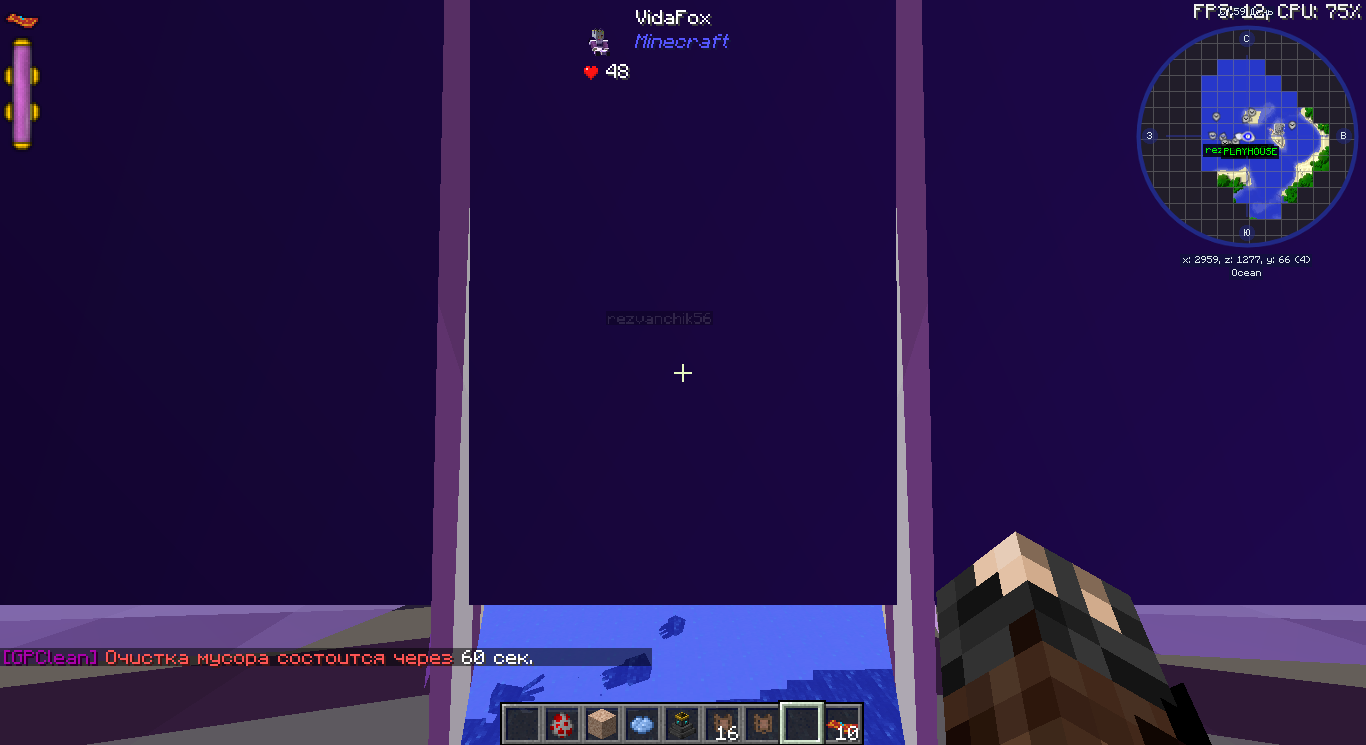 VidaFox
Minecraft
48
FPS: 12, CPU: 75%
С
З
В
PLAYHOUSE
Ю
x: 2959, z: 1277, y: 66 (4)
Ocean
rezvanchik56
[GPClean] Очистка мусора состоится через 60 сек.
16
10